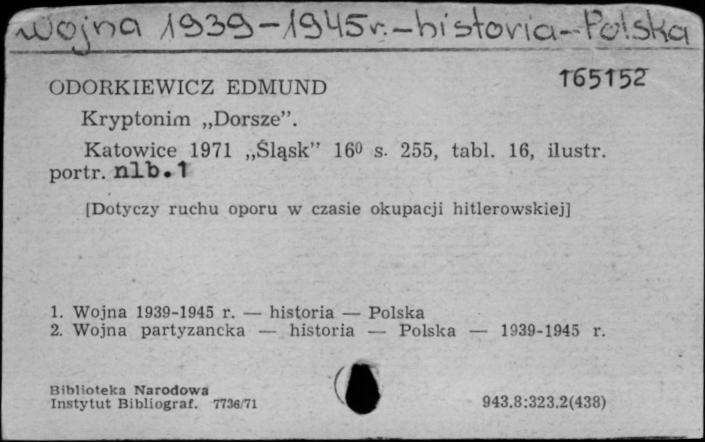 Wojna 1939-1945 r. - historia - Polska
165152
ODORKIEWICZ EDMUND
Kryptonim „Dorsze”.
Katowice 1971 „Śląsk” 16⁰ s. 255, tabl. 16, ilustr.
portr. nlb. 1
[Dotyczy ruchu oporu w czasie okupacji hitlerowskiej]
1. Wojna 1939-1945 r. — historia — Polska
2. Wojna partyzancka — historia — Polska — 1939-1945 r.
Biblioteka Narodowa
Instytut Bibliograf. 7736/71
943.8:323.2(438)